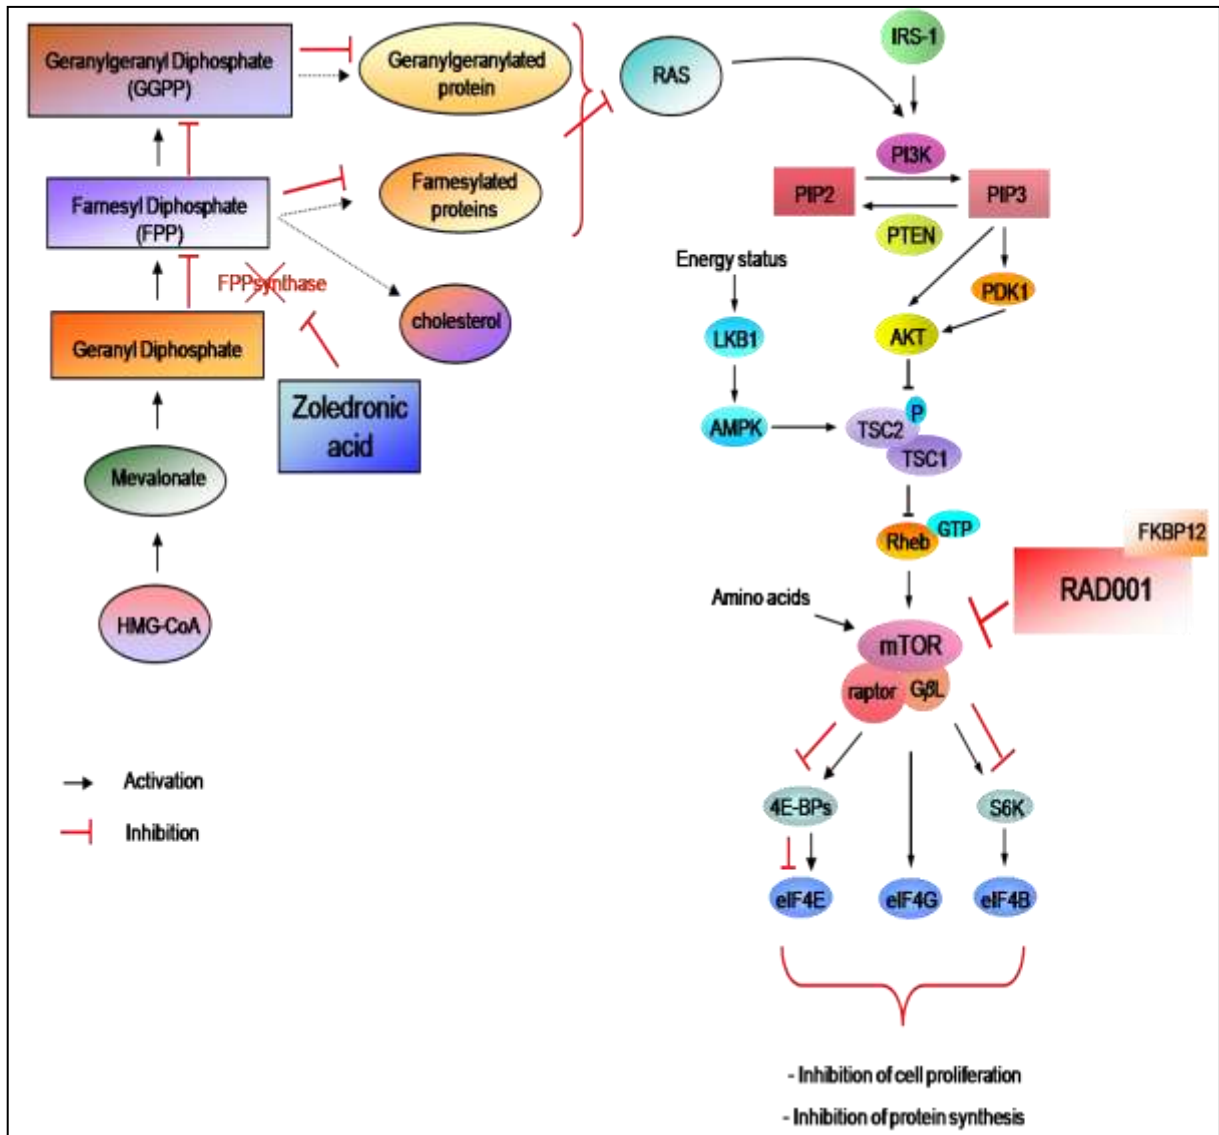 Geranylgeranyl Diphosphate
(GGPP)
Geranylgeranylated
protein
RAS
IRS-1
PI3K
PIP2
PIP3
PTEN
Farnesyl Diphosphate
(FPP)
Farnesylated
proteins
FPPsynthase
cholesterol
Energy status
PDK1
LKB1
AKT
Geranyl Diphosphate
Zoledronic
acid
AMPK
TSC2
P
TSC1
Mevalonate
Rheb
GTP
FKBP12
RAD001
HMG-CoA
Amino acids
mTOR
raptor
GβL
Activation
Inhibition
4E-BPs
S6K
eIF4E
eIF4G
eIF4B
- Inhibition of cell proliferation
- Inhibition of protein synthesis